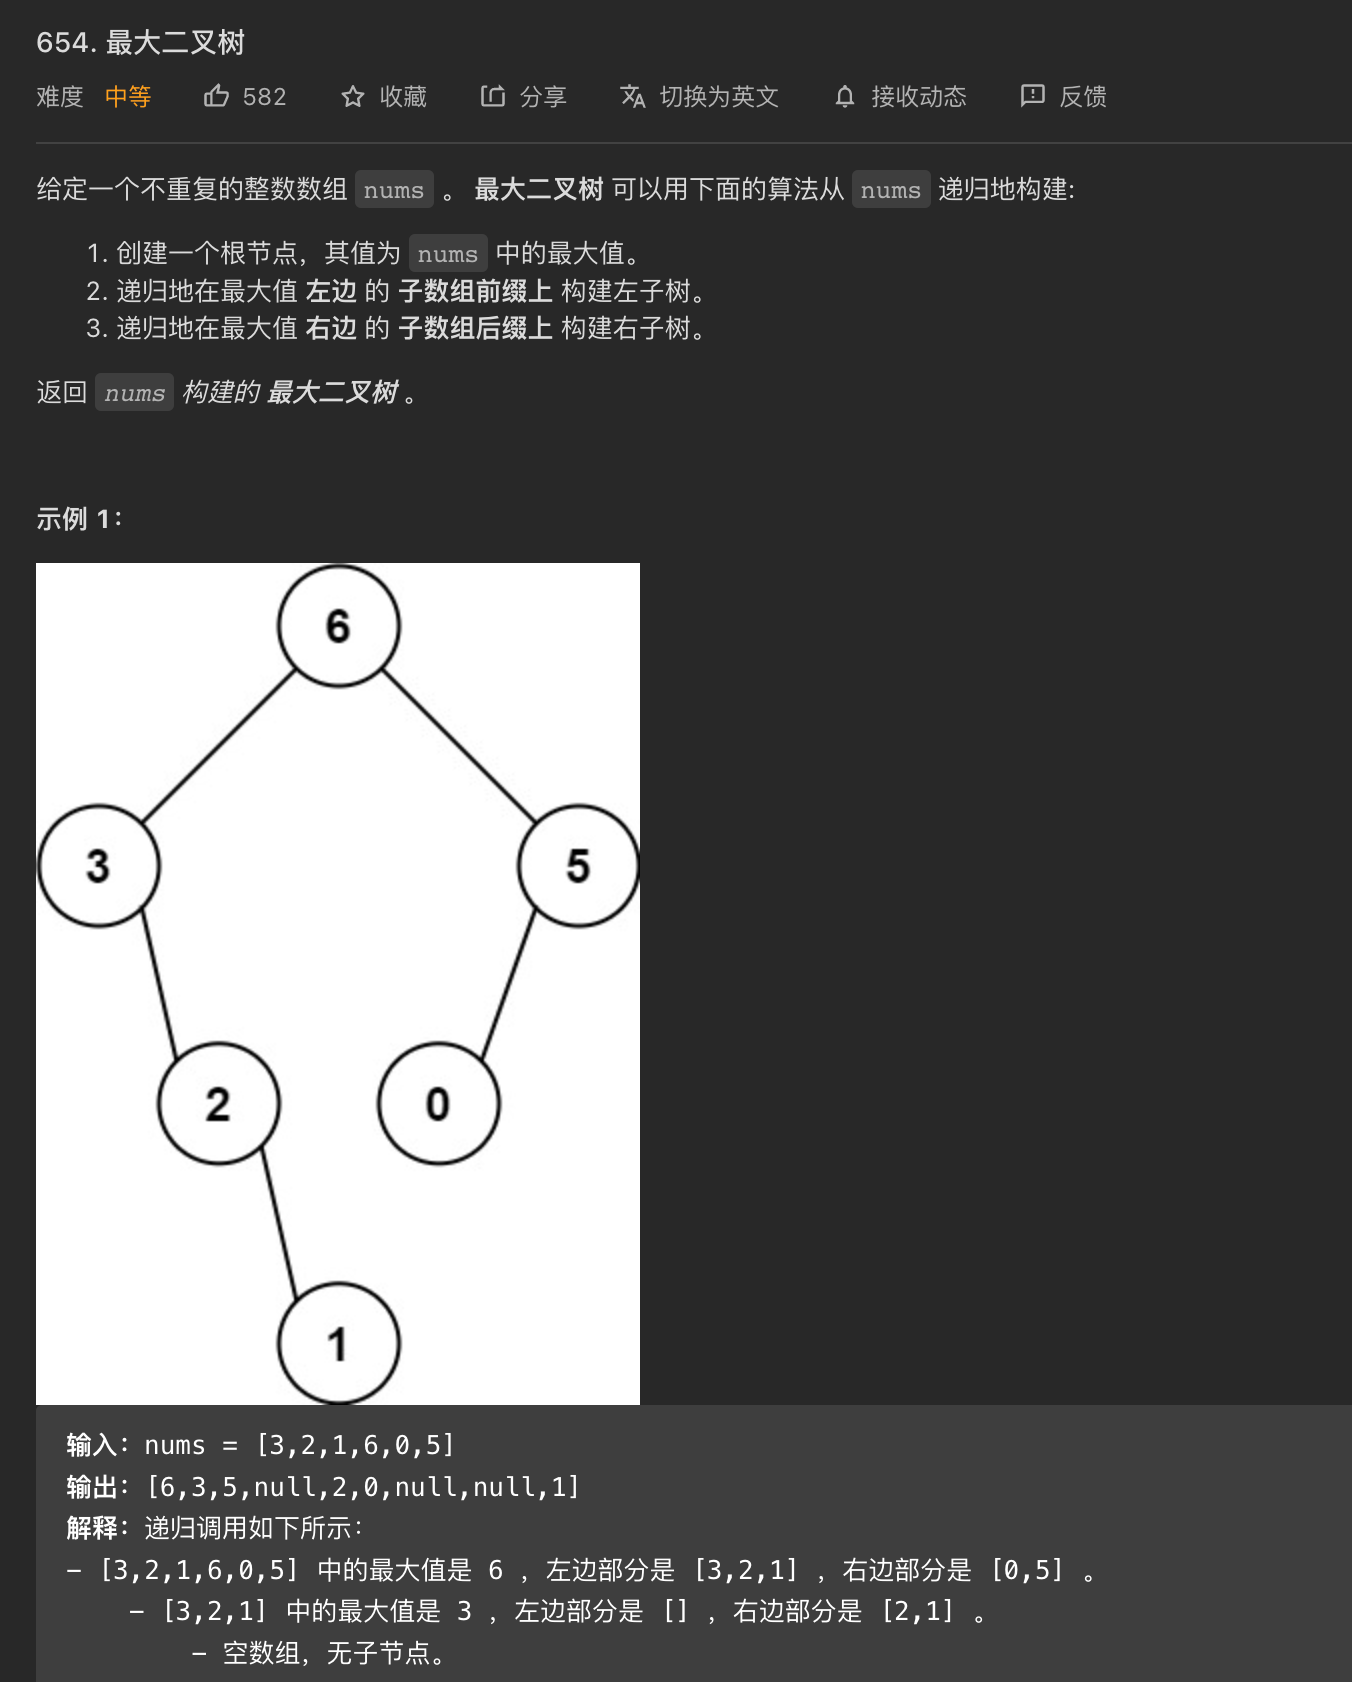 654. 最大二叉树
难度 中等 582 收藏 分享 切换为英文 接收动态 反馈
给定一个不重复的整数数组 nums 。 最大二叉树 可以用下面的算法从 nums 递归地构建:
1. 创建一个根节点，其值为 nums 中的最大值。
2. 递归地在最大值 左边 的 子数组前缀上 构建左子树。
3. 递归地在最大值 右边 的 子数组后缀上 构建右子树。
返回 nums 构建的 最大二叉树 。
示例 1：
6
3 5
2 0
1
输入：nums = [3,2,1,6,0,5]
输出：[6,3,5,null,2,0,null,null,1]
解释：递归调用如下所示：
- [3,2,1,6,0,5] 中的最大值是 6 ，左边部分是 [3,2,1] ，右边部分是 [0,5] 。
- [3,2,1] 中的最大值是 3 ，左边部分是 [] ，右边部分是 [2,1] 。
- 空数组，无子节点。